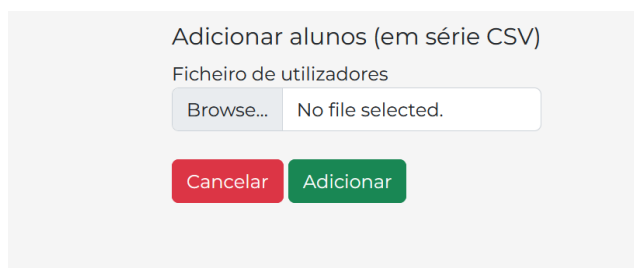 Adicionar alunos (em série CSV)
Ficheiro de utilizadores
Browse... No file selected.
Cancelar Adicionar